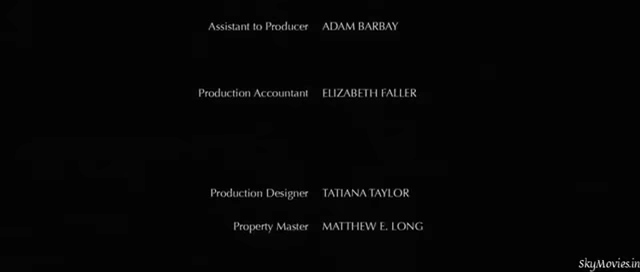 Assistant to Producer ADAM BARBAY
Production Accountant ELIZABETH FALLER
Production Designer TATIANA TAYLOR
Property Master MATTHEW E. LONG
SkyMovies.in